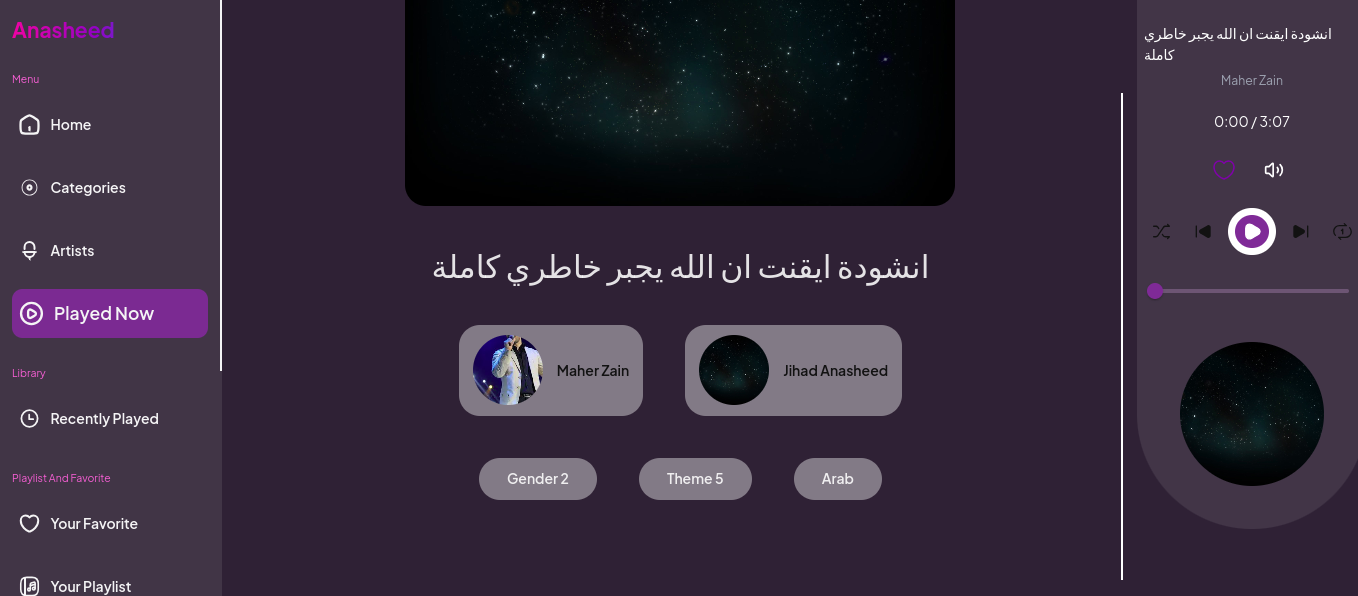 Anasheed
Menu
Home
Categories
Artists
Played Now
Library
Recently Played
Playlist And Favorite
Your Favorite
Your Playlist
انشودة ايقنت ان الله يجبر خاطري كاملة
Maher Zain
Jihad Anasheed
Gender 2
Theme 5
Arab
انشودة ايقنت ان الله يجبر خاطري
كاملة
Maher Zain
0:00 / 3:07
1